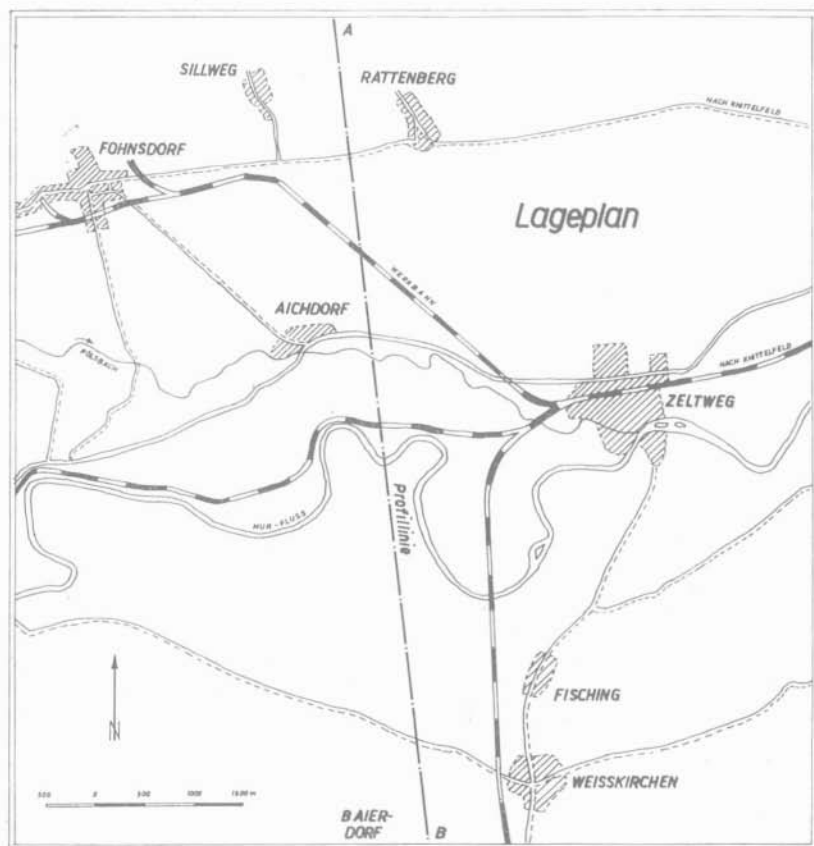 A
SILLWEG
RATTENBERG
NACH KNITTELFELD
FOHNSDORF
Lageplan
WERKBAHN
AICHDORF
PÖLSBACH
NACH KNITTELFELD
ZELTWEG
Profillinie
MUR-FLUSS
N
FISCHING
WEISSKIRCHEN
500 0 500 1000 1500 m
BAIER-
DORF
B